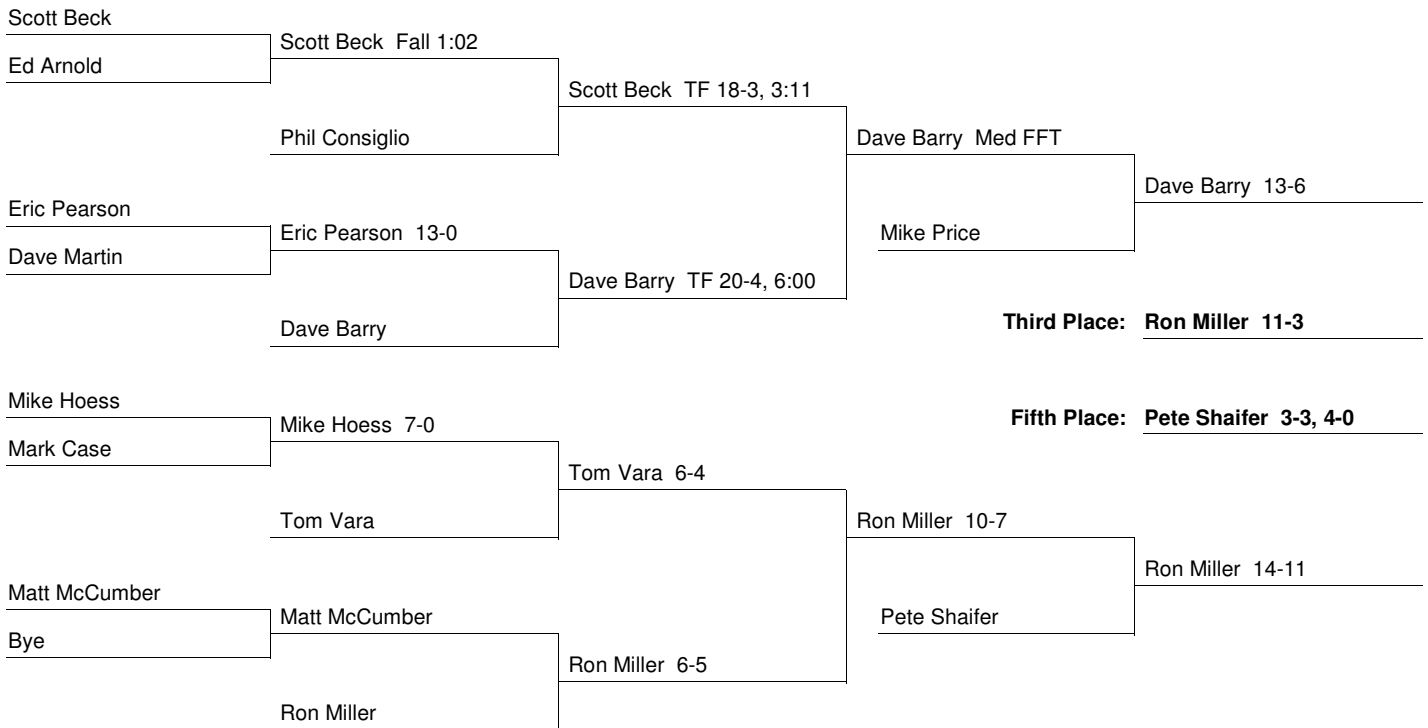 Scott Beck
Scott Beck  Fall 1:02
Ed Arnold
Scott Beck  TF 18-3, 3:11
Phil Consiglio
Dave Barry  Med FFT
Dave Barry  13-6
Eric Pearson
Eric Pearson  13-0
Mike Price
Dave Martin
Dave Barry  TF 20-4, 6:00
Dave Barry
Third Place:  Ron Miller  11-3
Mike Hoess
Mike Hoess  7-0
Fifth Place:  Pete Shaifer  3-3, 4-0
Mark Case
Tom Vara  6-4
Tom Vara
Ron Miller  10-7
Ron Miller  14-11
Matt McCumber
Matt McCumber
Pete Shaifer
Bye
Ron Miller  6-5
Ron Miller